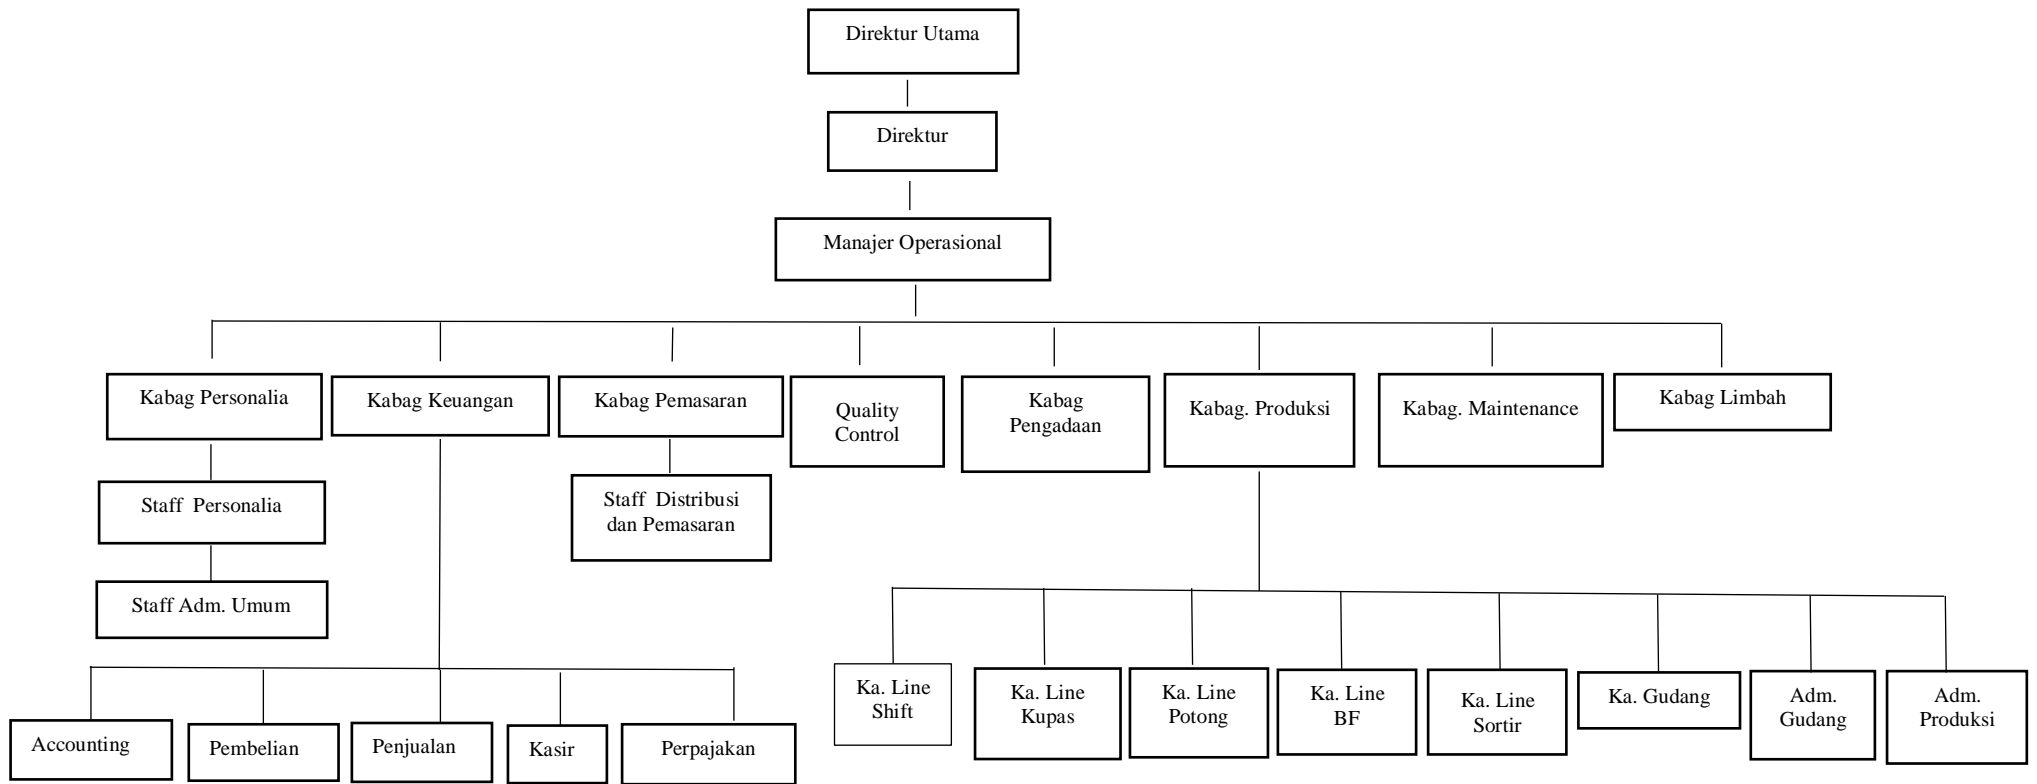 Direktur Utama
Direktur
Manajer Operasional
Kabag Personalia
Kabag Keuangan
Kabag Pemasaran
Quality
Control
Kabag
Pengadaan
Kabag. Produksi
Kabag. Maintenance
Kabag Limbah
Staff  Personalia
Staff  Distribusi
dan Pemasaran
Staff Adm. Umum
Accounting
Pembelian
Penjualan
Kasir
Perpajakan
Ka. Line
Shift
Ka. Line
Kupas
Ka. Line
Potong
Ka. Line
BF
Ka. Line
Sortir
Ka. Gudang
Adm.
Gudang
Adm.
Produksi